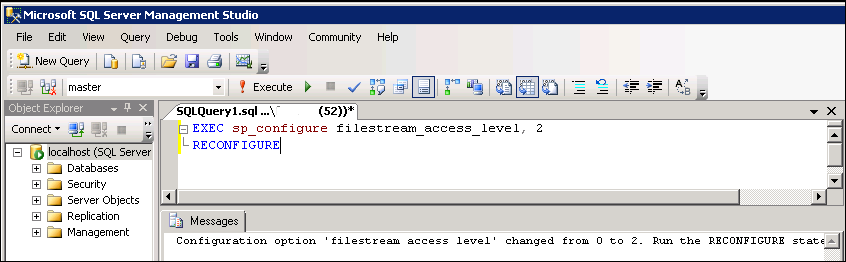 Microsoft SQL Server Management Studio
File Edit View Query Debug Tools Window Community Help
New Query
master Execute
Object Explorer
SQLQuery1.sql ...\ (52))*
Connect
EXEC sp_configure filestream_access_level, 2
RECONFIGURE
localhost (SQL Server
Databases
Security
Server Objects
Replication
Management
Messages
Configuration option 'filestream access level' changed from 0 to 2. Run the RECONFIGURE state